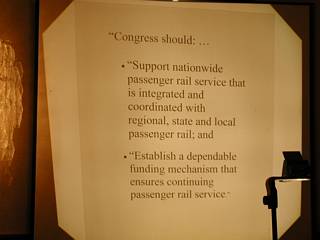 “Congress should: …
• “Support nationwide
passenger rail service that
is integrated and
coordinated with
regional, state and local
passenger rail; and
• “Establish a dependable
funding mechanism that
ensures continuing
passenger rail service.”